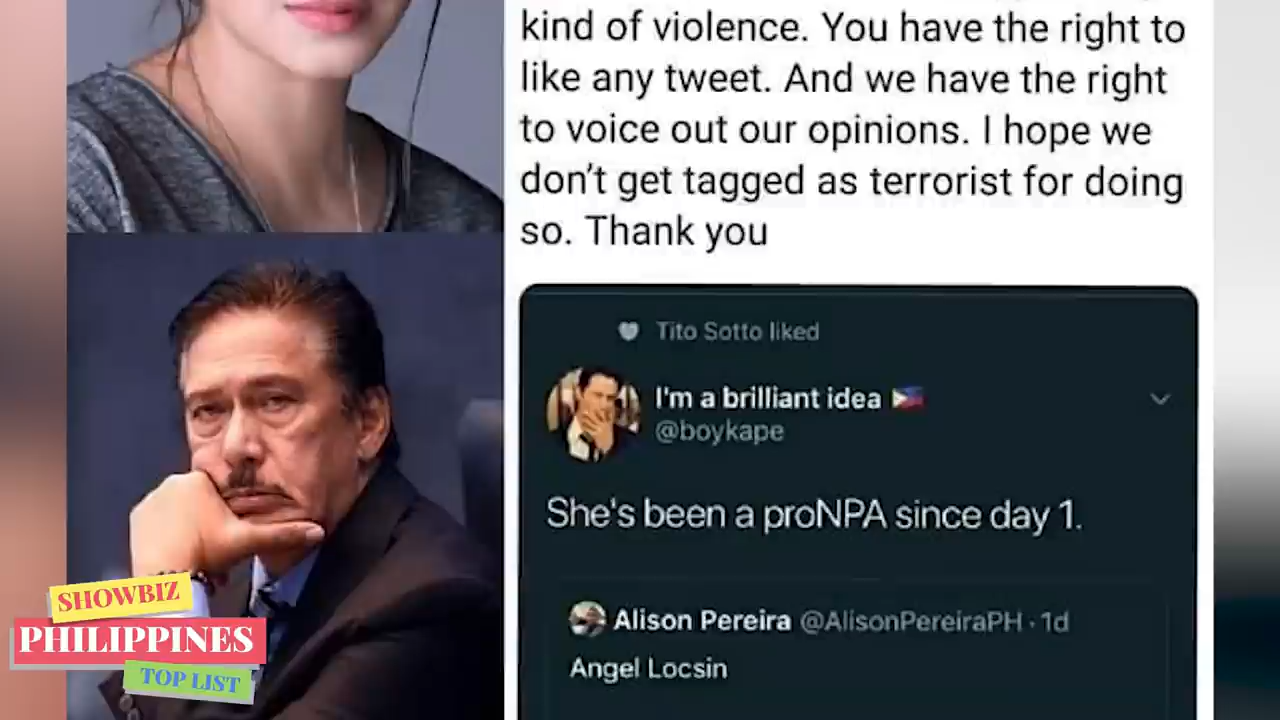 kind of violence. You have the right to
like any tweet. And we have the right
to voice out our opinions. I hope we
don't get tagged as terrorist for doing
so. Thank you
Tito Sotto liked
I'm a brilliant idea 🇵🇭
@boykape
She's been a proNPA since day 1.
Alison Pereira @AlisonPereiraPH · 1d
Angel Locsin
SHOWBIZ
PHILIPPINES
TOP LIST